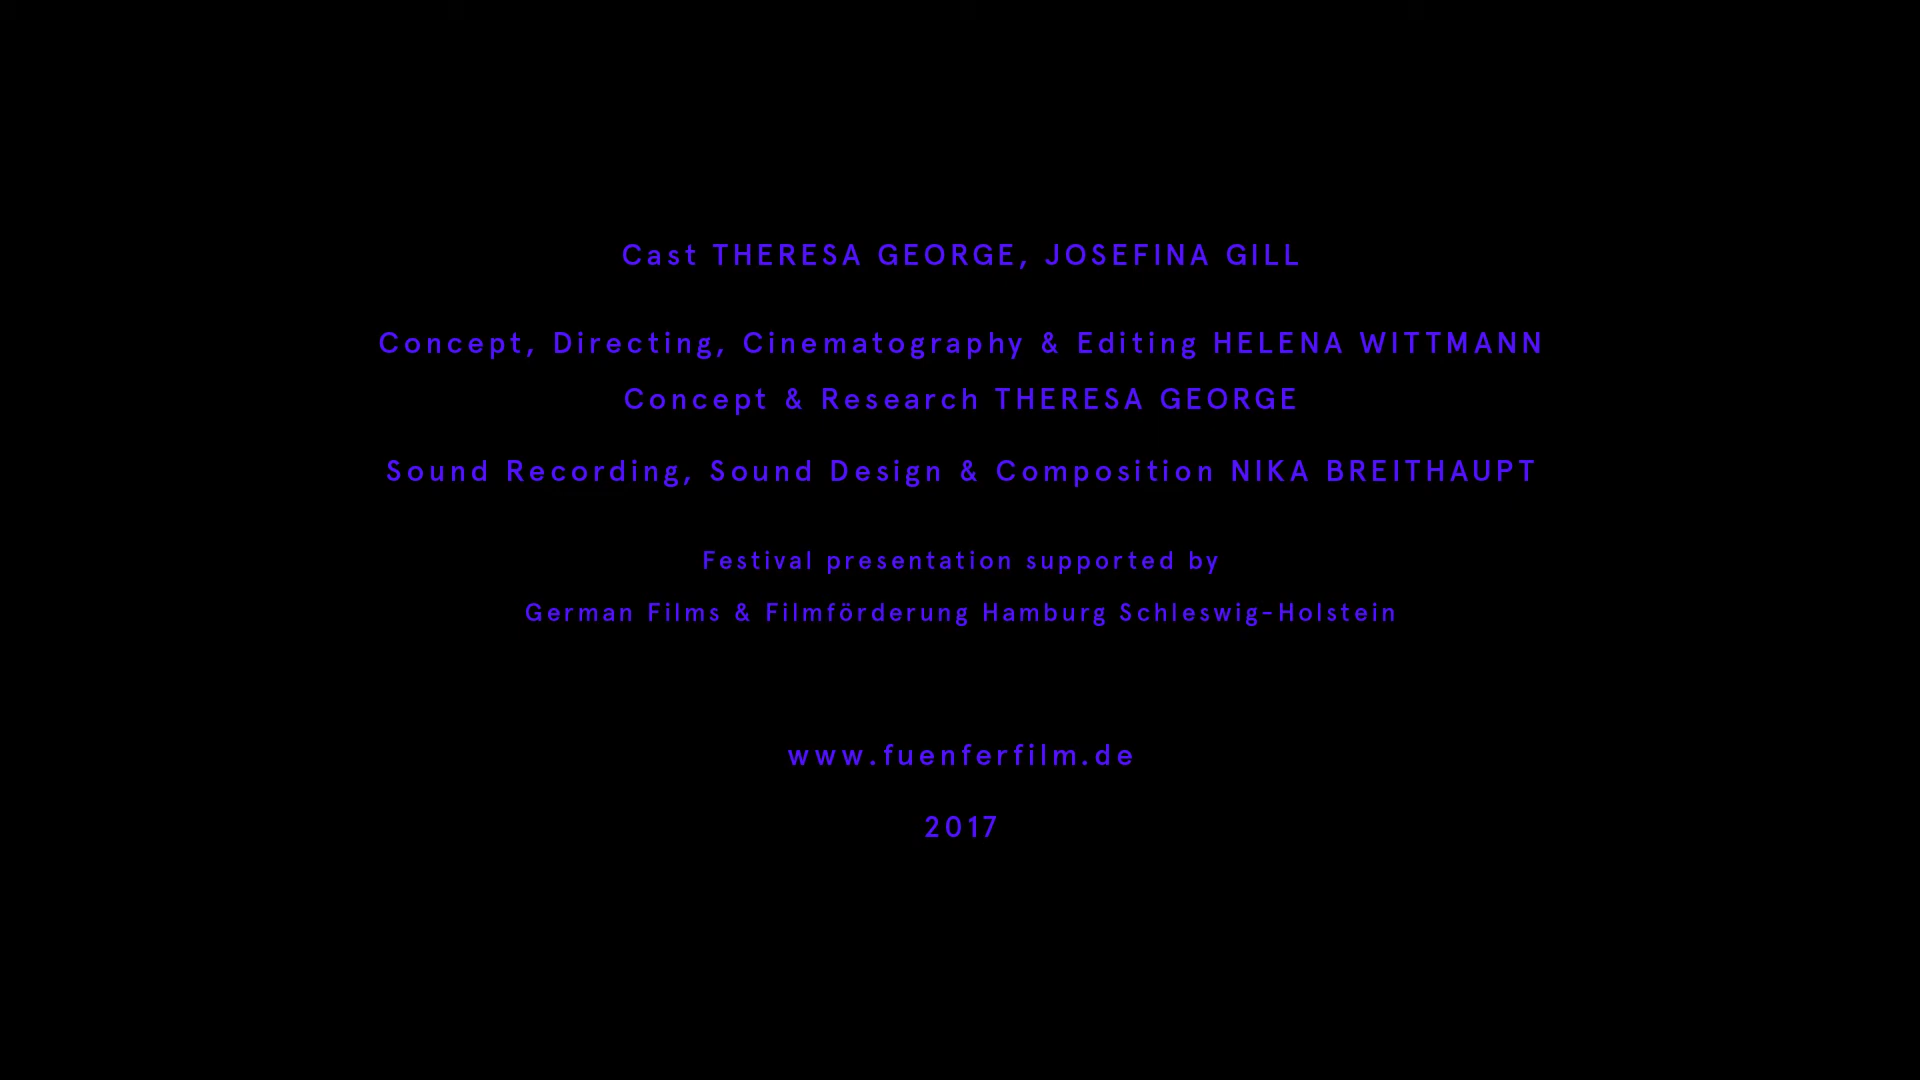 Cast THERESA GEORGE, JOSEFINA GILL
Concept, Directing, Cinematography & Editing HELENA WITTMANN
Concept & Research THERESA GEORGE
Sound Recording, Sound Design & Composition NIKA BREITHAUPT
Festival presentation supported by
German Films & Filmförderung Hamburg Schleswig-Holstein
www.fuenferfilm.de
2017